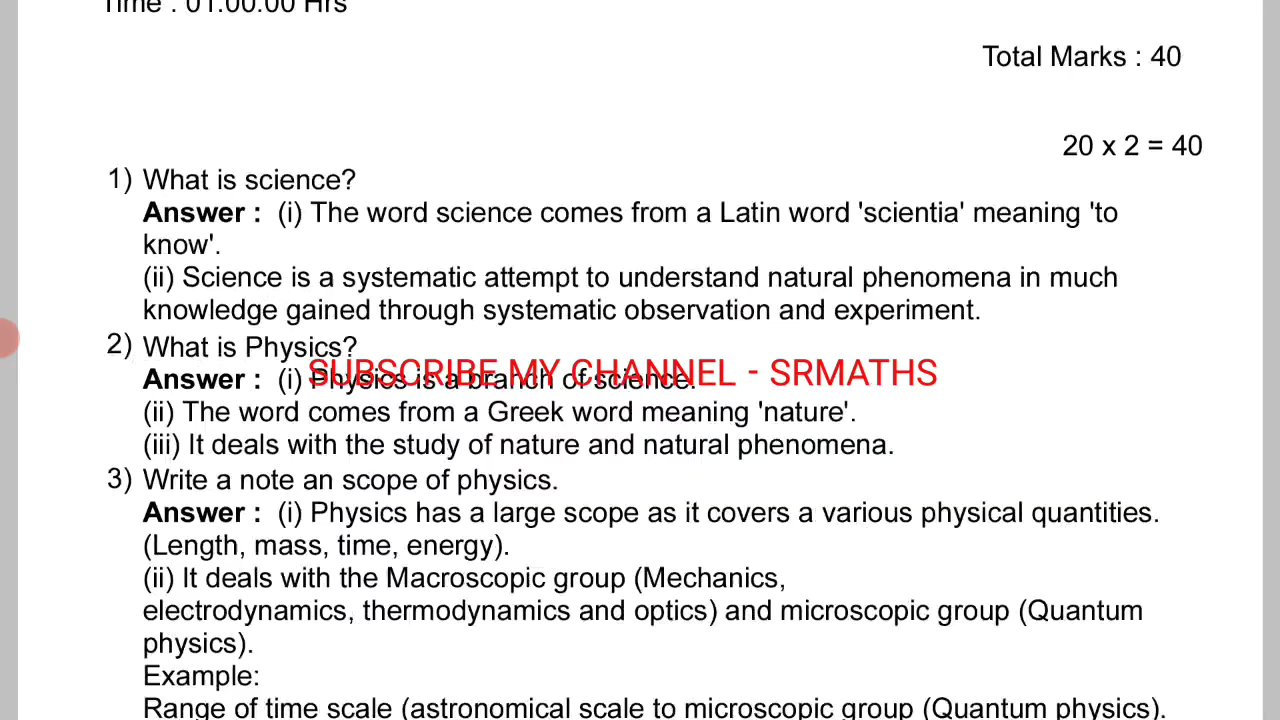 Time : 01:00:00 Hrs
Total Marks : 40
20 x 2 = 40
1) What is science?
Answer : (i) The word science comes from a Latin word 'scientia' meaning 'to
know'.
(ii) Science is a systematic attempt to understand natural phenomena in much
knowledge gained through systematic observation and experiment.
2) What is Physics?
SUBSCRIBE MY CHANNEL - SRMATHS
Answer : (i) Physics is a branch of science.
(ii) The word comes from a Greek word meaning 'nature'.
(iii) It deals with the study of nature and natural phenomena.
3) Write a note an scope of physics.
Answer : (i) Physics has a large scope as it covers a various physical quantities.
(Length, mass, time, energy).
(ii) It deals with the Macroscopic group (Mechanics,
electrodynamics, thermodynamics and optics) and microscopic group (Quantum
physics).
Example:
Range of time scale (astronomical scale to microscopic group (Quantum physics).